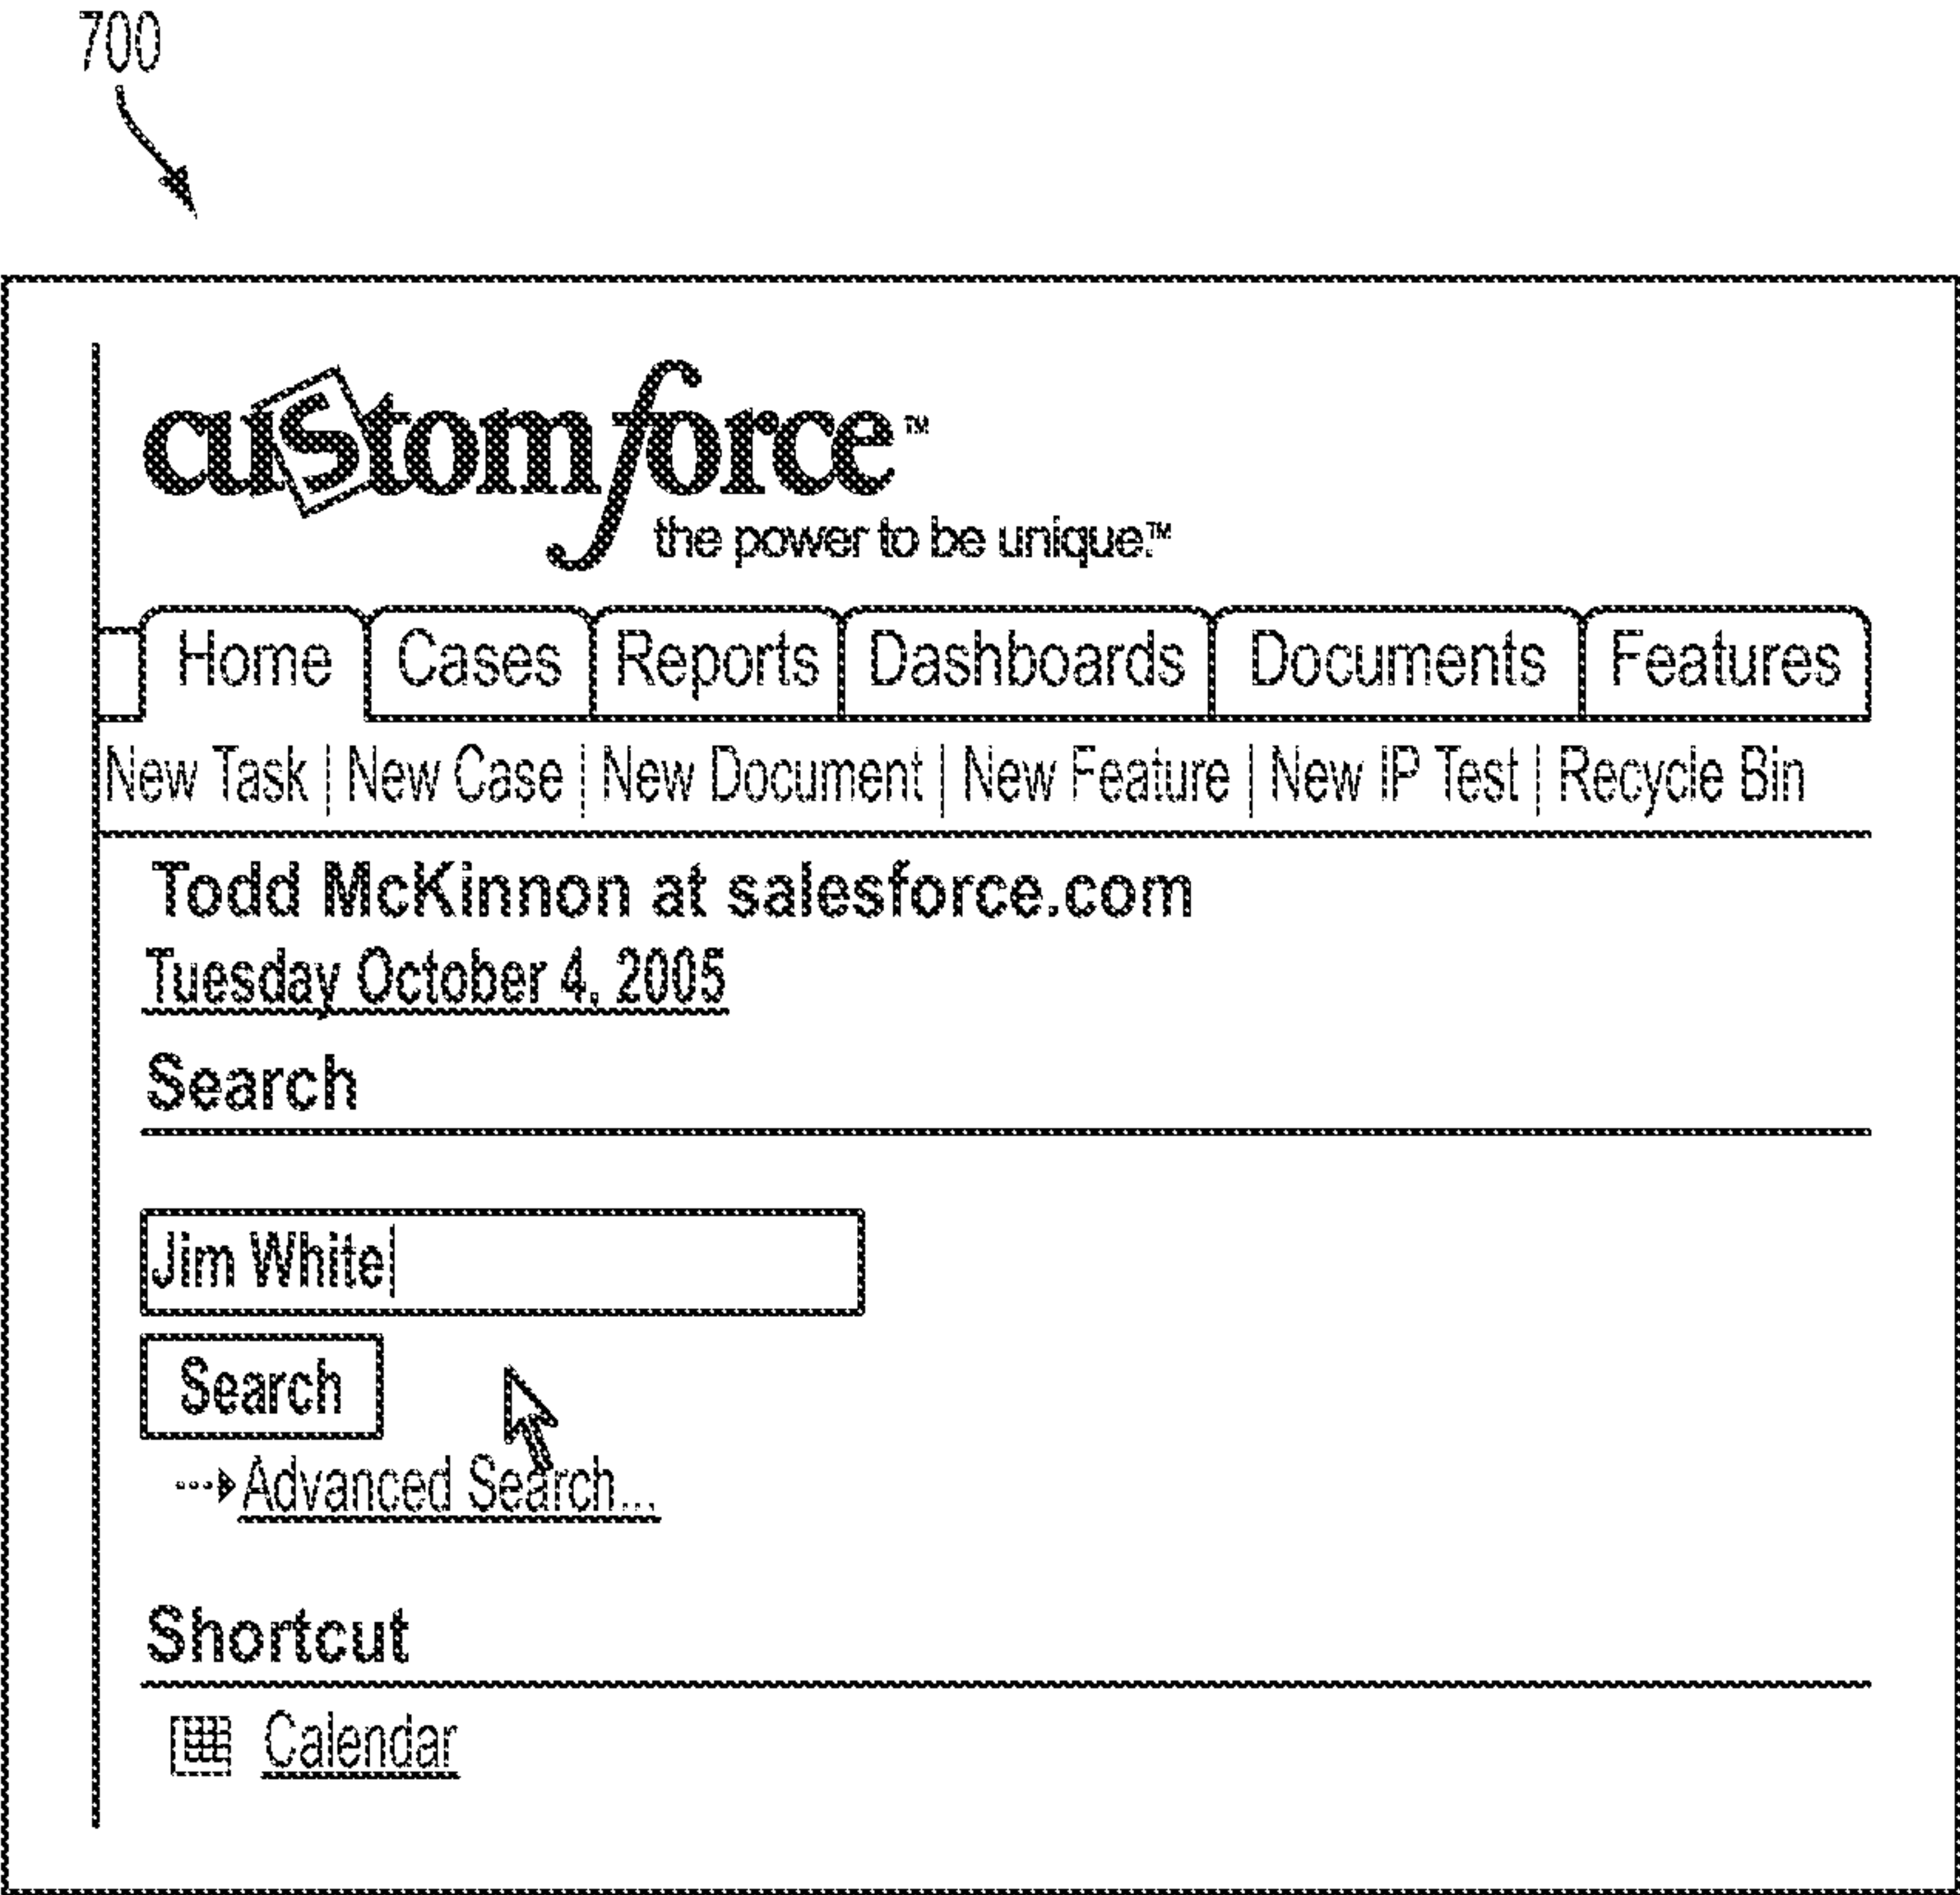 700
customforce™
the power to be unique.™
Home Cases Reports Dashboards Documents Features
New Task | New Case | New Document | New Feature | New IP Test | Recycle Bin
Todd McKinnon at salesforce.com
Tuesday October 4, 2005
Search
Jim White
Search
Advanced Search...
Shortcut
Calendar